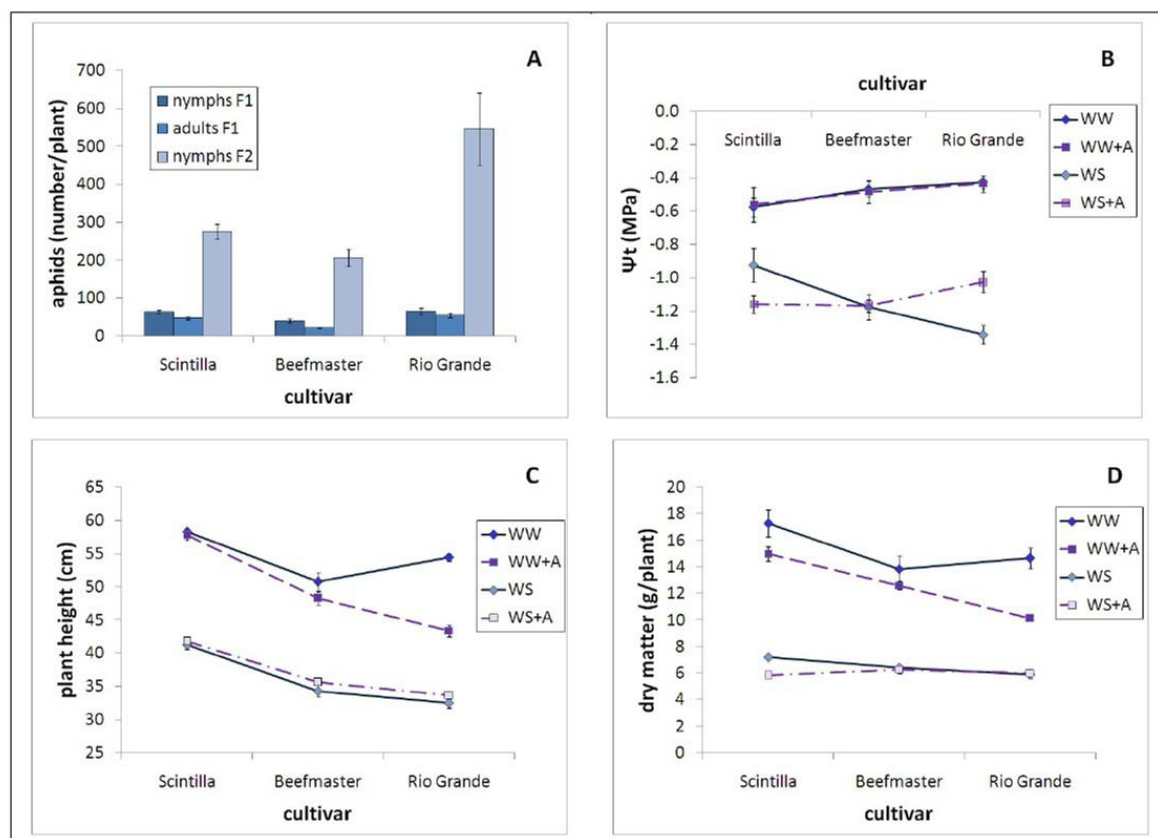 A
700
600
500
400
300
200
100
0
aphids (number/plant)
nymphs F1
adults F1
nymphs F2
Scintilla Beefmaster Rio Grande
cultivar
B
cultivar
0.0
-0.2
-0.4
-0.6
-0.8
-1.0
-1.2
-1.4
-1.6
Ψt (MPa)
Scintilla Beefmaster Rio Grande
WW
WW+A
WS
WS+A
C
65
60
55
50
45
40
35
30
25
plant height (cm)
WW
WW+A
WS
WS+A
Scintilla Beefmaster Rio Grande
cultivar
D
20
18
16
14
12
10
8
6
4
2
0
dry matter (g/plant)
WW
WW+A
WS
WS+A
Scintilla Beefmaster Rio Grande
cultivar